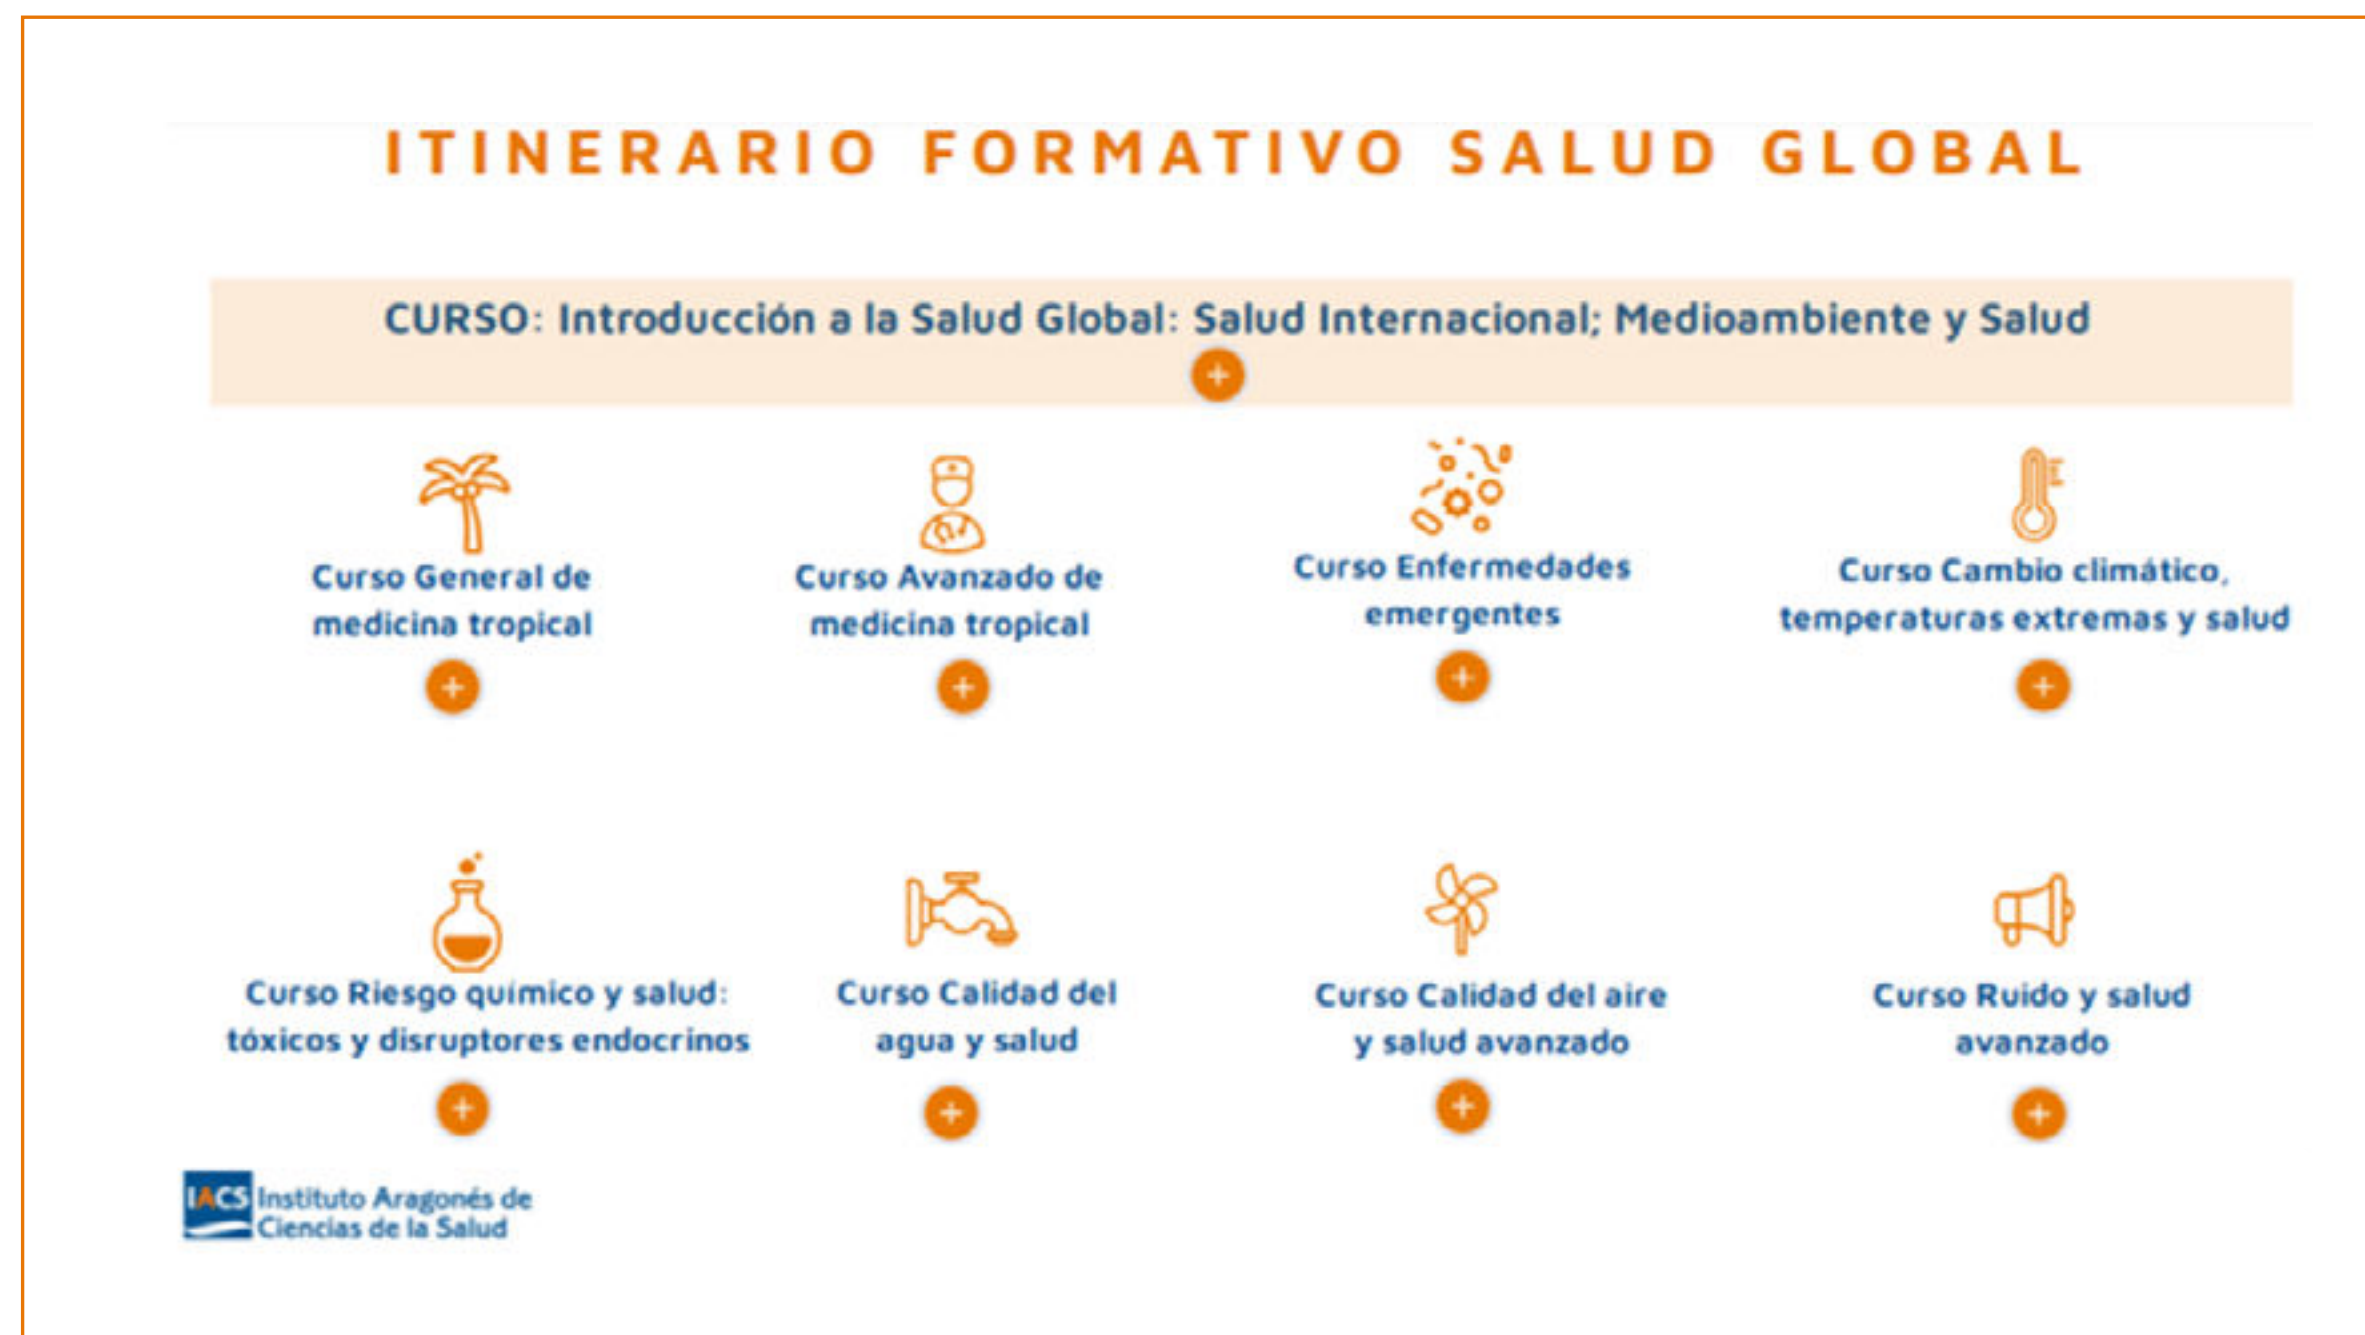 ITINERARIO FORMATIVO SALUD GLOBAL
CURSO: Introducción a la Salud Global: Salud Internacional; Medioambiente y Salud
+
Curso General de
medicina tropical
+
Curso Avanzado de
medicina tropical
+
Curso Enfermedades
emergentes
+
Curso Cambio climático,
temperaturas extremas y salud
+
Curso Riesgo químico y salud:
tóxicos y disruptores endocrinos
+
Curso Calidad del
agua y salud
+
Curso Calidad del aire
y salud avanzado
+
Curso Ruido y salud
avanzado
+
IACS
Instituto Aragonés de
Ciencias de la Salud